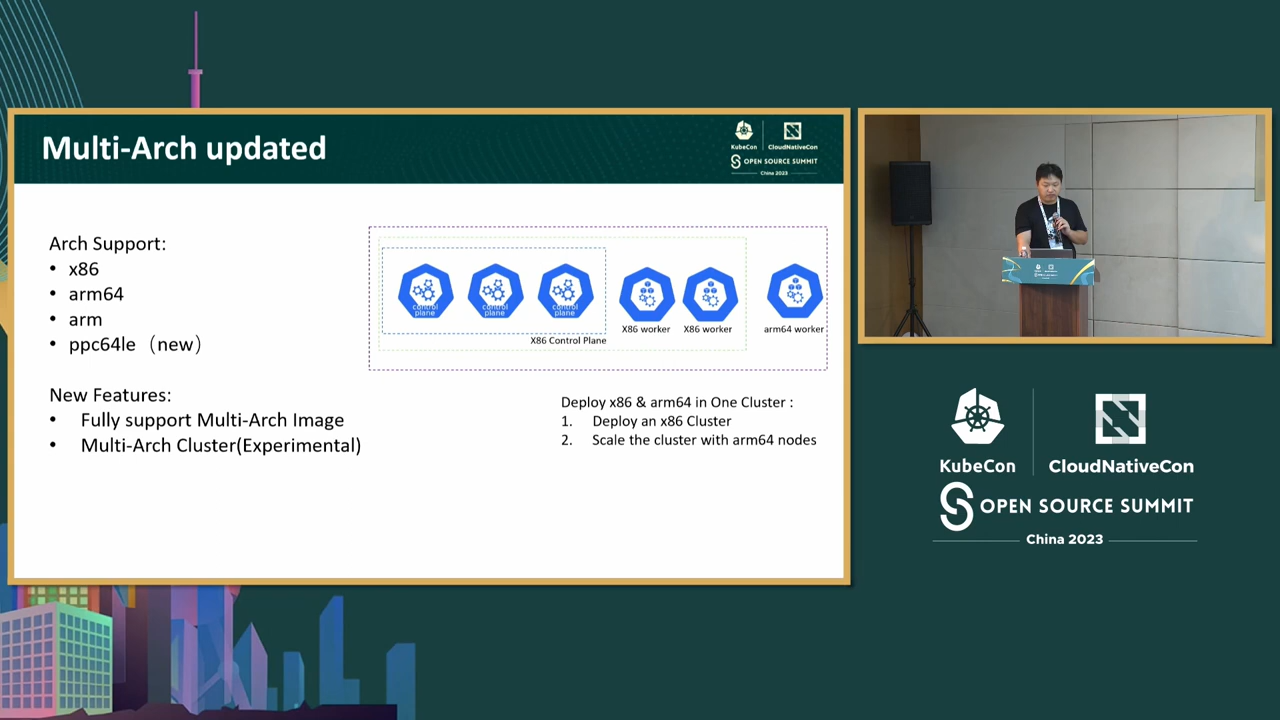 Multi-Arch updated
KubeCon
CloudNativeCon
OPEN SOURCE SUMMIT
China 2023
Arch Support:
• x86
• arm64
• arm
• ppc64le（new）
New Features:
• Fully support Multi-Arch Image
• Multi-Arch Cluster(Experimental)
control
plane
control
plane
control
plane
X86 Control Plane
X86 worker
X86 worker
arm64 worker
Deploy x86 & arm64 in One Cluster :
1. Deploy an x86 Cluster
2. Scale the cluster with arm64 nodes
KubeCon
CloudNativeCon
OPEN SOURCE SUMMIT
China 2023